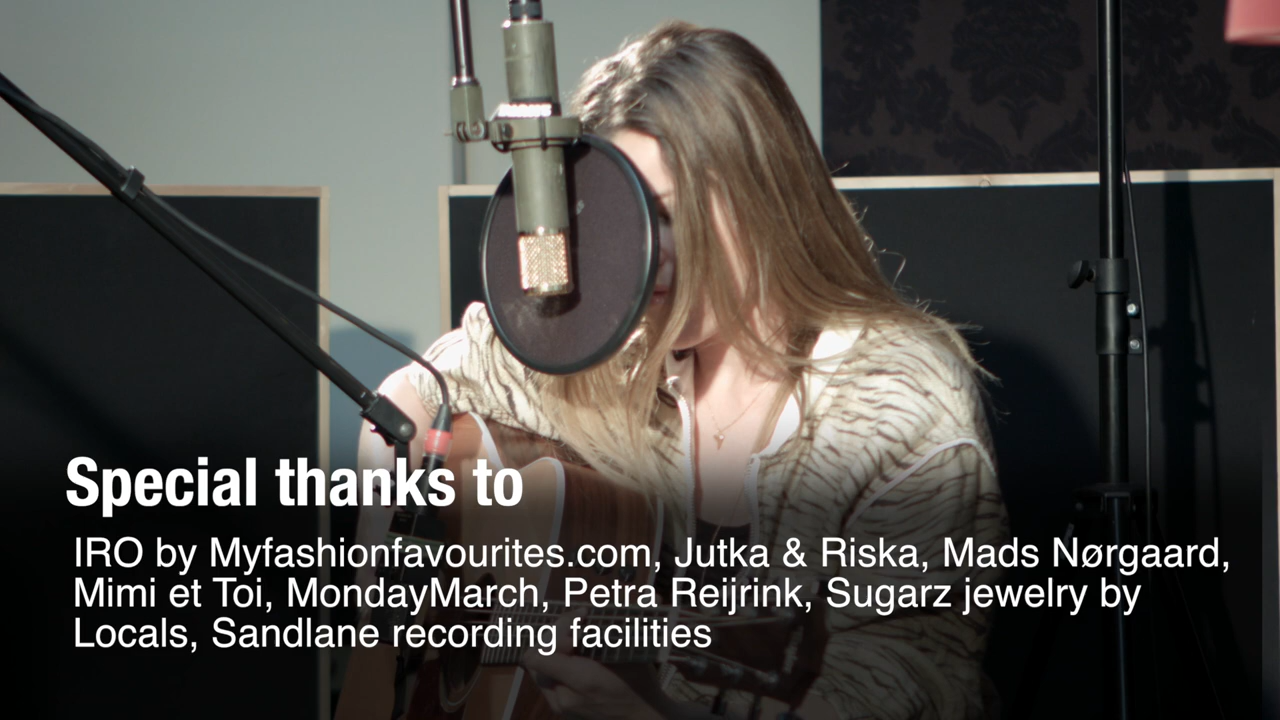 Special thanks to
IRO by Myfashionfavourites.com, Jutka & Riska, Mads Nørgaard,
Mimi et Toi, MondayMarch, Petra Reijrink, Sugarz jewelry by
Locals, Sandlane recording facilities